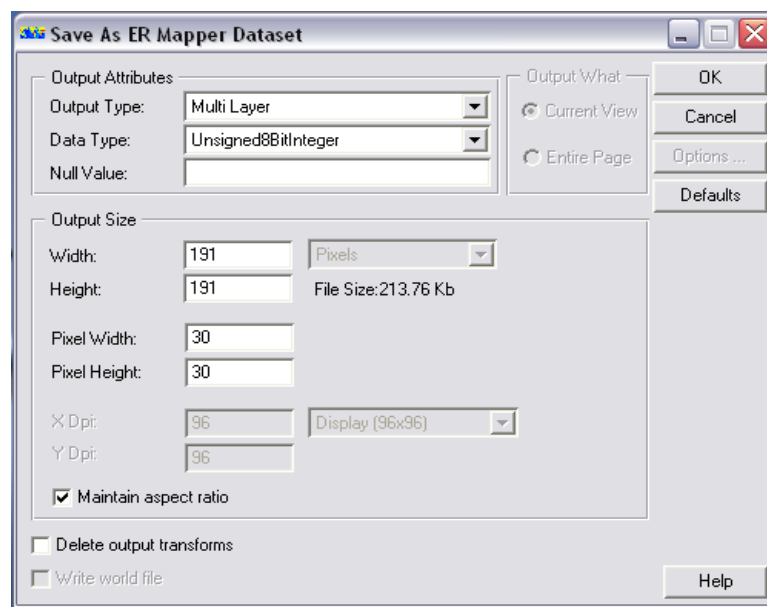 Save As ER Mapper Dataset
Output Attributes
Output Type: Multi Layer
Data Type: Unsigned8BitInteger
Null Value:
Output What
Current View
Entire Page
OK
Cancel
Options ...
Defaults
Output Size
Width: 191 Pixels
Height: 191 File Size:213.76 Kb
Pixel Width: 30
Pixel Height: 30
X Dpi: 96 Display (96x96)
Y Dpi: 96
Maintain aspect ratio
Delete output transforms
Write world file
Help